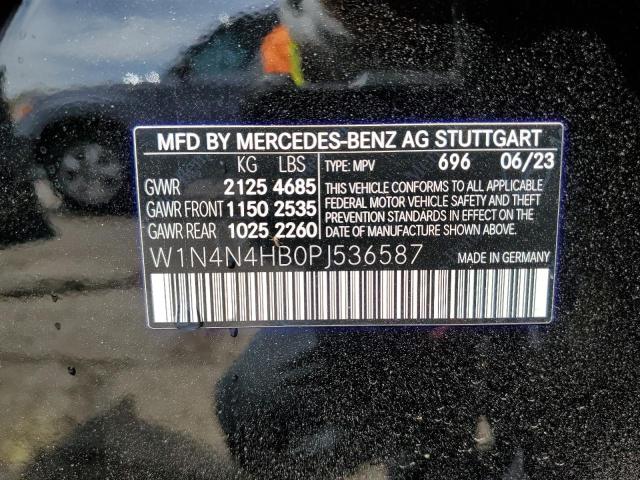 MFD BY MERCEDES-BENZ AG STUTTGART
KG LBS TYPE: MPV 696 06/23
GVWR 2125 4685
GAWR FRONT 1150 2535
GAWR REAR 1025 2260
THIS VEHICLE CONFORMS TO ALL APPLICABLE
FEDERAL MOTOR VEHICLE SAFETY AND THEFT
PREVENTION STANDARDS IN EFFECT ON THE
DATE OF MANUFACTURE SHOWN ABOVE.
W1N4N4HB0PJ536587 MADE IN GERMANY